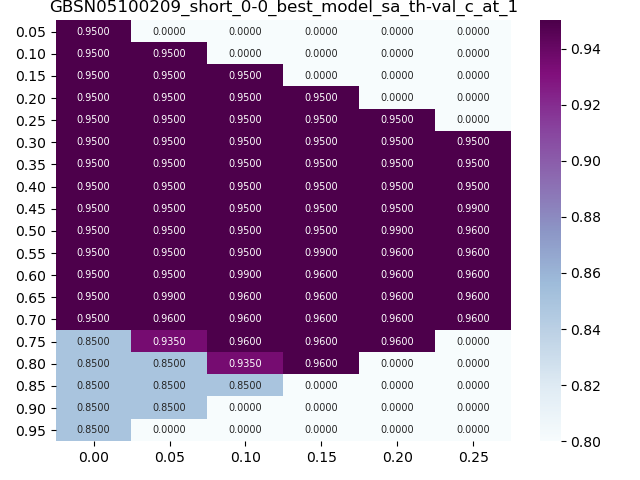 GBSN05100209_short_0-0_best_model_sa_th-val_c_at_1
0.05 0.9500 0.0000 0.0000 0.0000 0.0000 0.0000
0.10 0.9500 0.9500 0.0000 0.0000 0.0000 0.0000
0.15 0.9500 0.9500 0.9500 0.0000 0.0000 0.0000
0.20 0.9500 0.9500 0.9500 0.9500 0.0000 0.0000
0.25 0.9500 0.9500 0.9500 0.9500 0.9500 0.0000
0.30 0.9500 0.9500 0.9500 0.9500 0.9500 0.9500
0.35 0.9500 0.9500 0.9500 0.9500 0.9500 0.9500
0.40 0.9500 0.9500 0.9500 0.9500 0.9500 0.9500
0.45 0.9500 0.9500 0.9500 0.9500 0.9500 0.9900
0.50 0.9500 0.9500 0.9500 0.9500 0.9900 0.9600
0.55 0.9500 0.9500 0.9500 0.9900 0.9600 0.9600
0.60 0.9500 0.9500 0.9900 0.9600 0.9600 0.9600
0.65 0.9500 0.9900 0.9600 0.9600 0.9600 0.9600
0.70 0.9500 0.9600 0.9600 0.9600 0.9600 0.9600
0.75 0.8500 0.9350 0.9600 0.9600 0.9600 0.0000
0.80 0.8500 0.8500 0.9350 0.9600 0.0000 0.0000
0.85 0.8500 0.8500 0.8500 0.0000 0.0000 0.0000
0.90 0.8500 0.8500 0.0000 0.0000 0.0000 0.0000
0.95 0.8500 0.0000 0.0000 0.0000 0.0000 0.0000
0.00 0.05 0.10 0.15 0.20 0.25
0.94
0.92
0.90
0.88
0.86
0.84
0.82
0.80